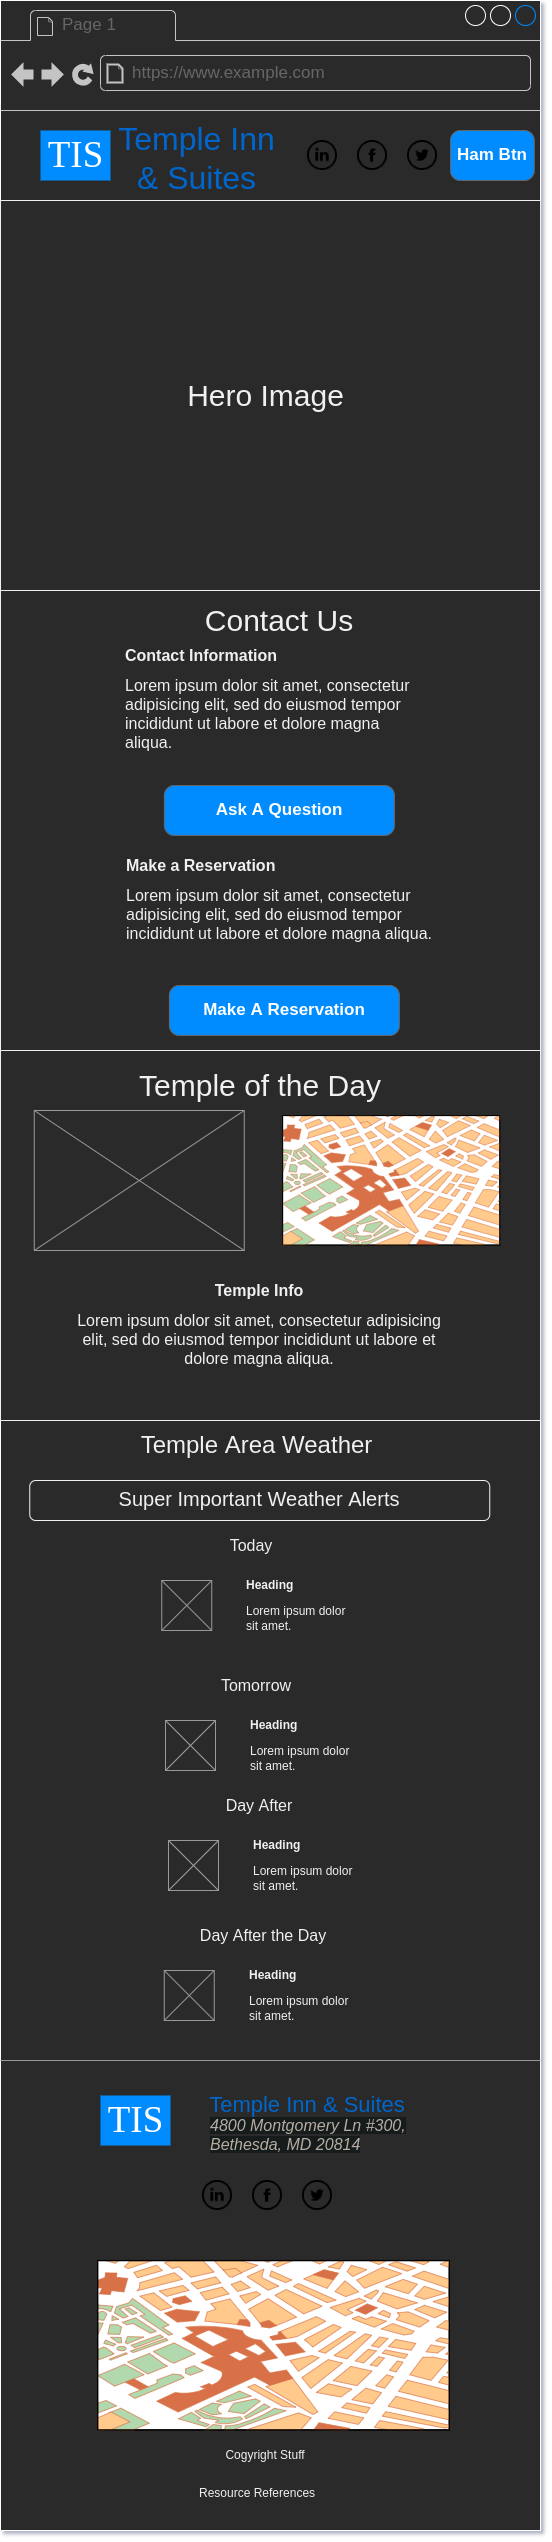 Page 1
https://www.example.com
TIS
Temple Inn
& Suites
Ham Btn
Hero Image
Contact Us
Contact Information
Lorem ipsum dolor sit amet, consectetur
adipisicing elit, sed do eiusmod tempor
incididunt ut labore et dolore magna
aliqua.
Ask A Question
Make a Reservation
Lorem ipsum dolor sit amet, consectetur
adipisicing elit, sed do eiusmod tempor
incididunt ut labore et dolore magna aliqua.
Make A Reservation
Temple of the Day
Temple Info
Lorem ipsum dolor sit amet, consectetur adipisicing
elit, sed do eiusmod tempor incididunt ut labore et
dolore magna aliqua.
Temple Area Weather
Super Important Weather Alerts
Today
Heading
Lorem ipsum dolor
sit amet.
Tomorrow
Heading
Lorem ipsum dolor
sit amet.
Day After
Heading
Lorem ipsum dolor
sit amet.
Day After the Day
Heading
Lorem ipsum dolor
sit amet.
TIS
Temple Inn & Suites
4800 Montgomery Ln #300,
Bethesda, MD 20814
Cogyright Stuff
Resource References